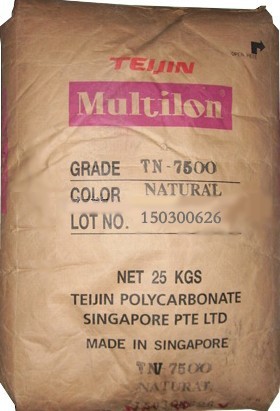 TEIJIN
Multilon
GRADE TN-7500
COLOR NATURAL
LOT NO. 150300626
NET 25 KGS
TEIJIN POLYCARBONATE
SINGAPORE PTE LTD
MADE IN SINGAPORE
TN-7500
NATURAL